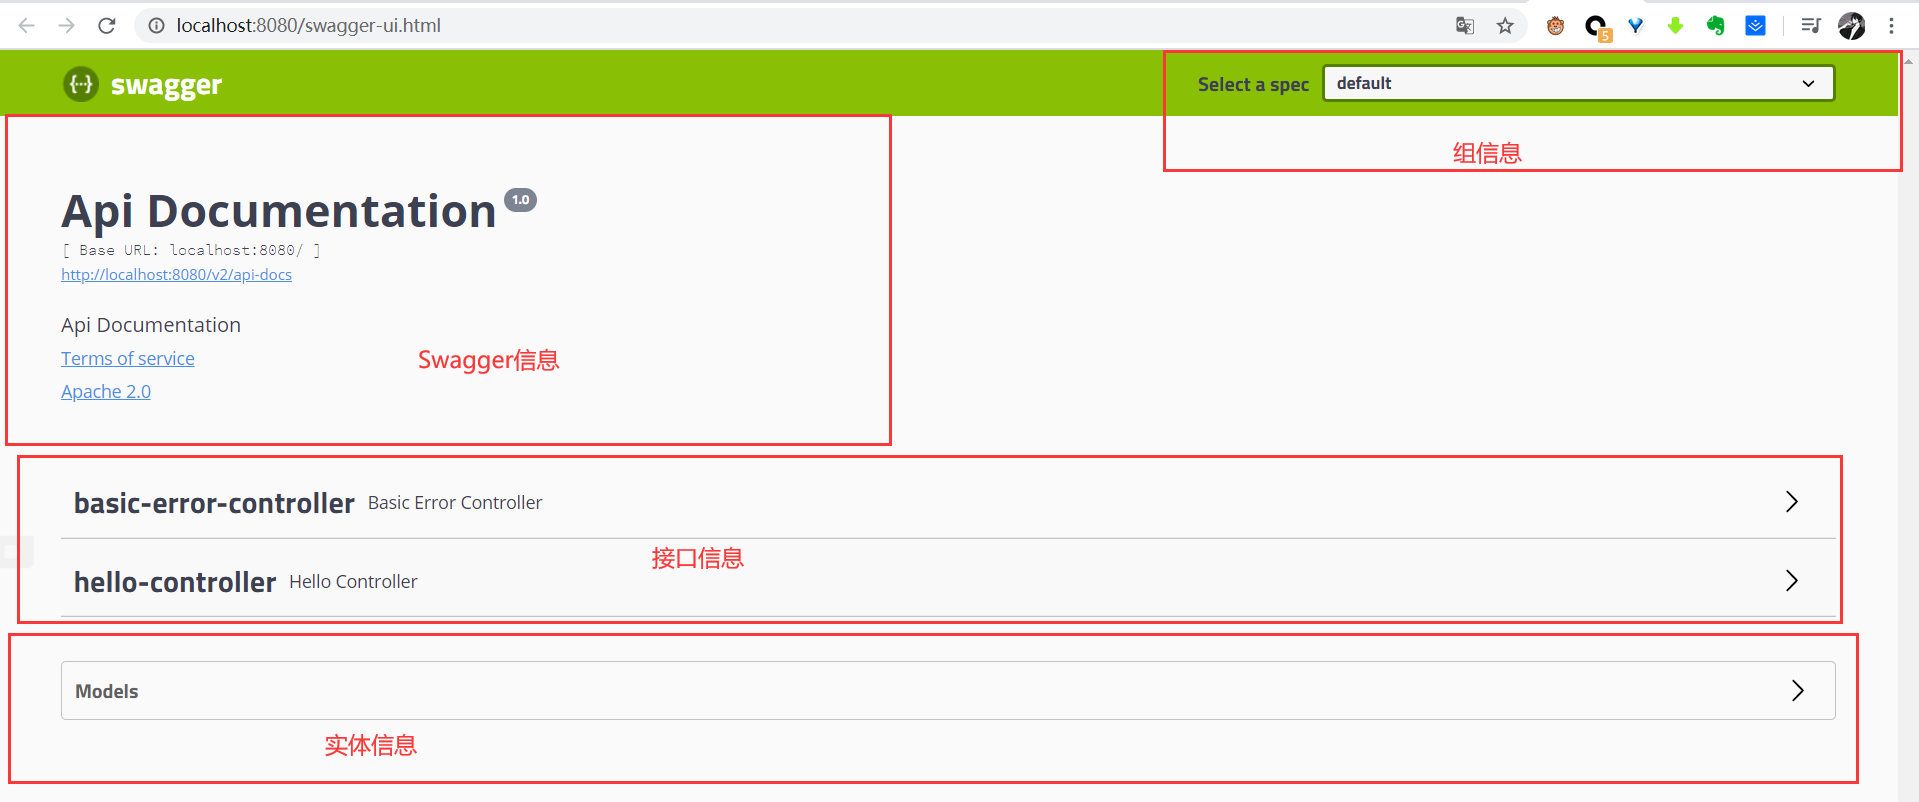 localhost:8080/swagger-ui.html
5
{··} swagger
Select a spec
default
组信息
Api Documentation 1.0
[ Base URL: localhost:8080/ ]
http://localhost:8080/v2/api-docs
Api Documentation
Terms of service
Swagger信息
Apache 2.0
basic-error-controller Basic Error Controller
接口信息
hello-controller Hello Controller
Models
实体信息